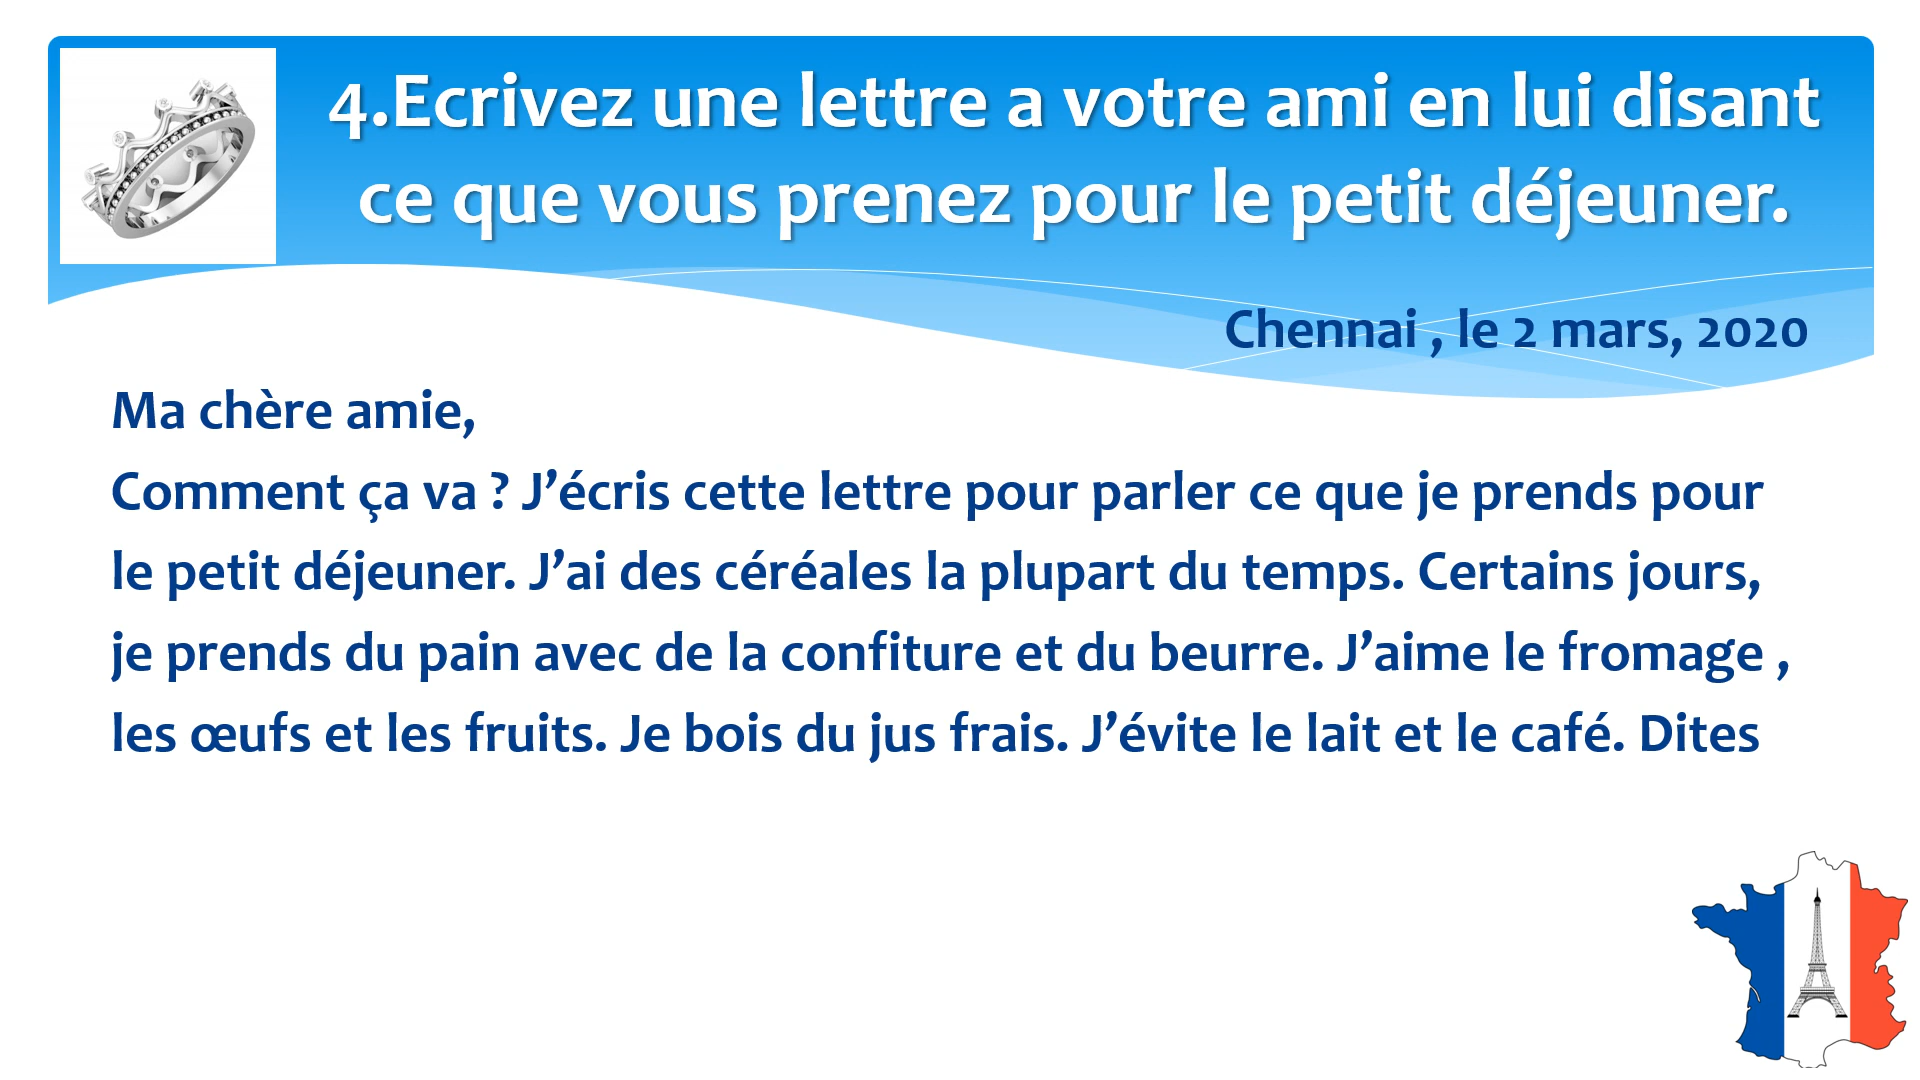 4.Ecrivez une lettre a votre ami en lui disant
ce que vous prenez pour le petit déjeuner.
Chennai , le 2 mars, 2020
Ma chère amie,
Comment ça va ? J’écris cette lettre pour parler ce que je prends pour
le petit déjeuner. J’ai des céréales la plupart du temps. Certains jours,
je prends du pain avec de la confiture et du beurre. J’aime le fromage ,
les œufs et les fruits. Je bois du jus frais. J’évite le lait et le café. Dites